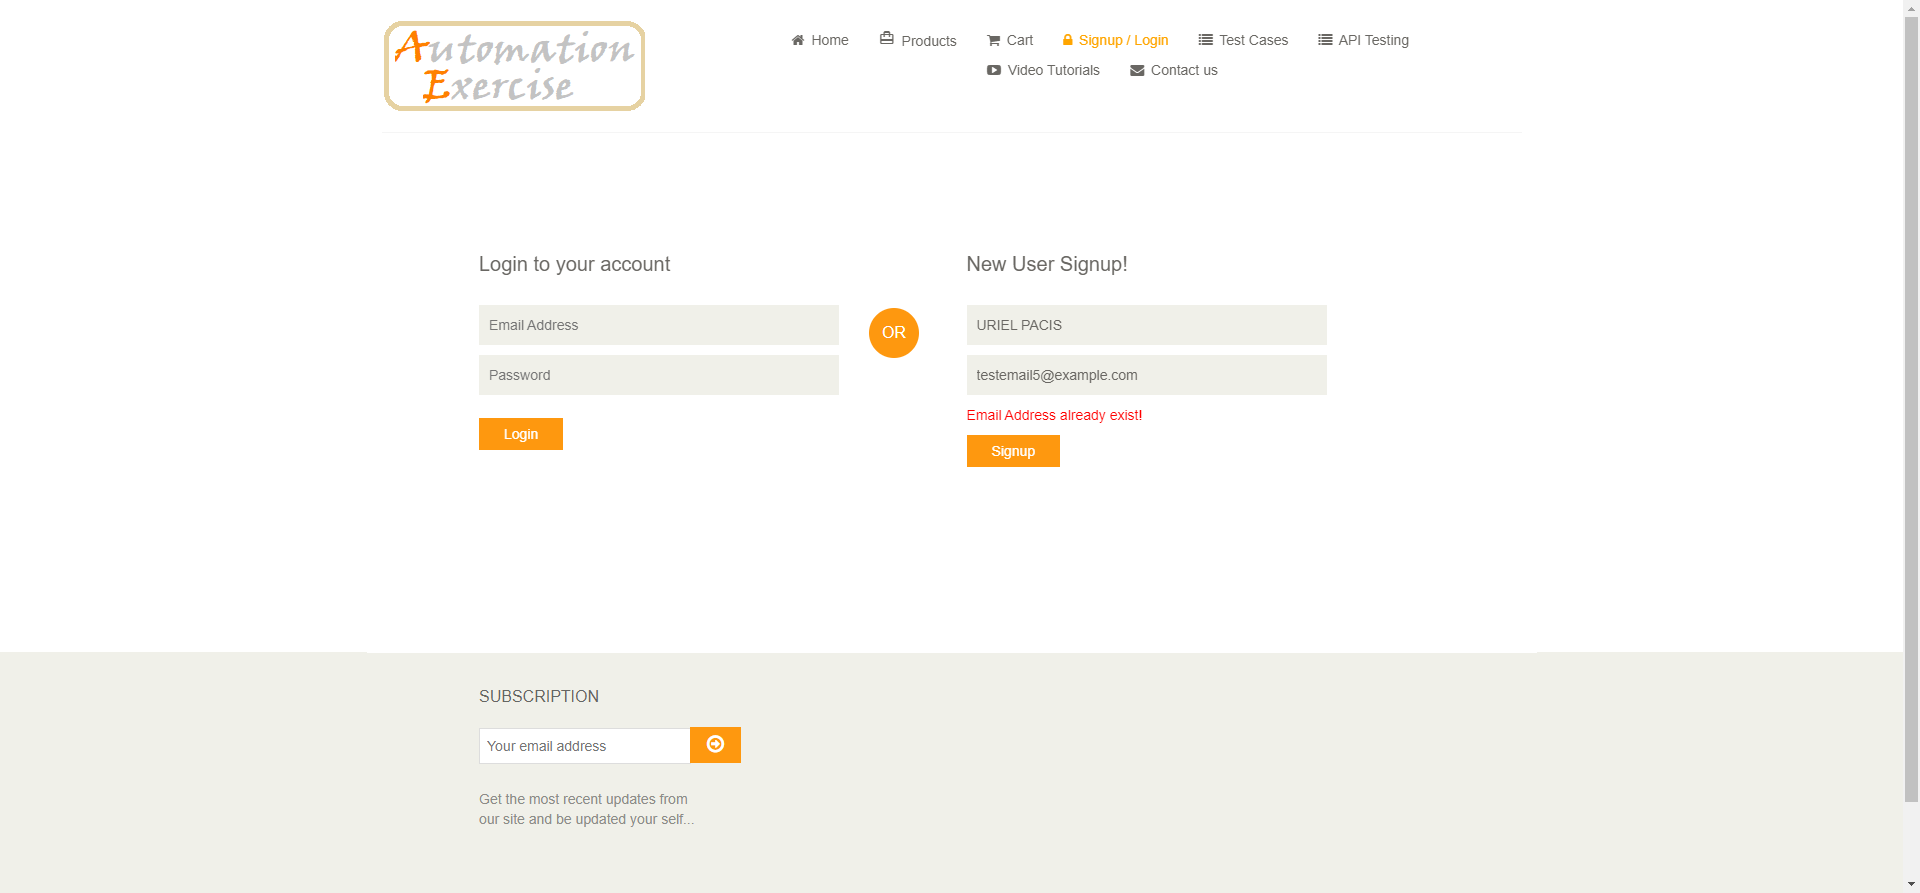 Automation
Exercise
Home
Products
Cart
Signup / Login
Test Cases
API Testing
Video Tutorials
Contact us
Login to your account
Email Address
Password
Login
OR
New User Signup!
URIEL PACIS
testemail5@example.com
Email Address already exist!
Signup
SUBSCRIPTION
Your email address
Get the most recent updates from
our site and be updated your self...